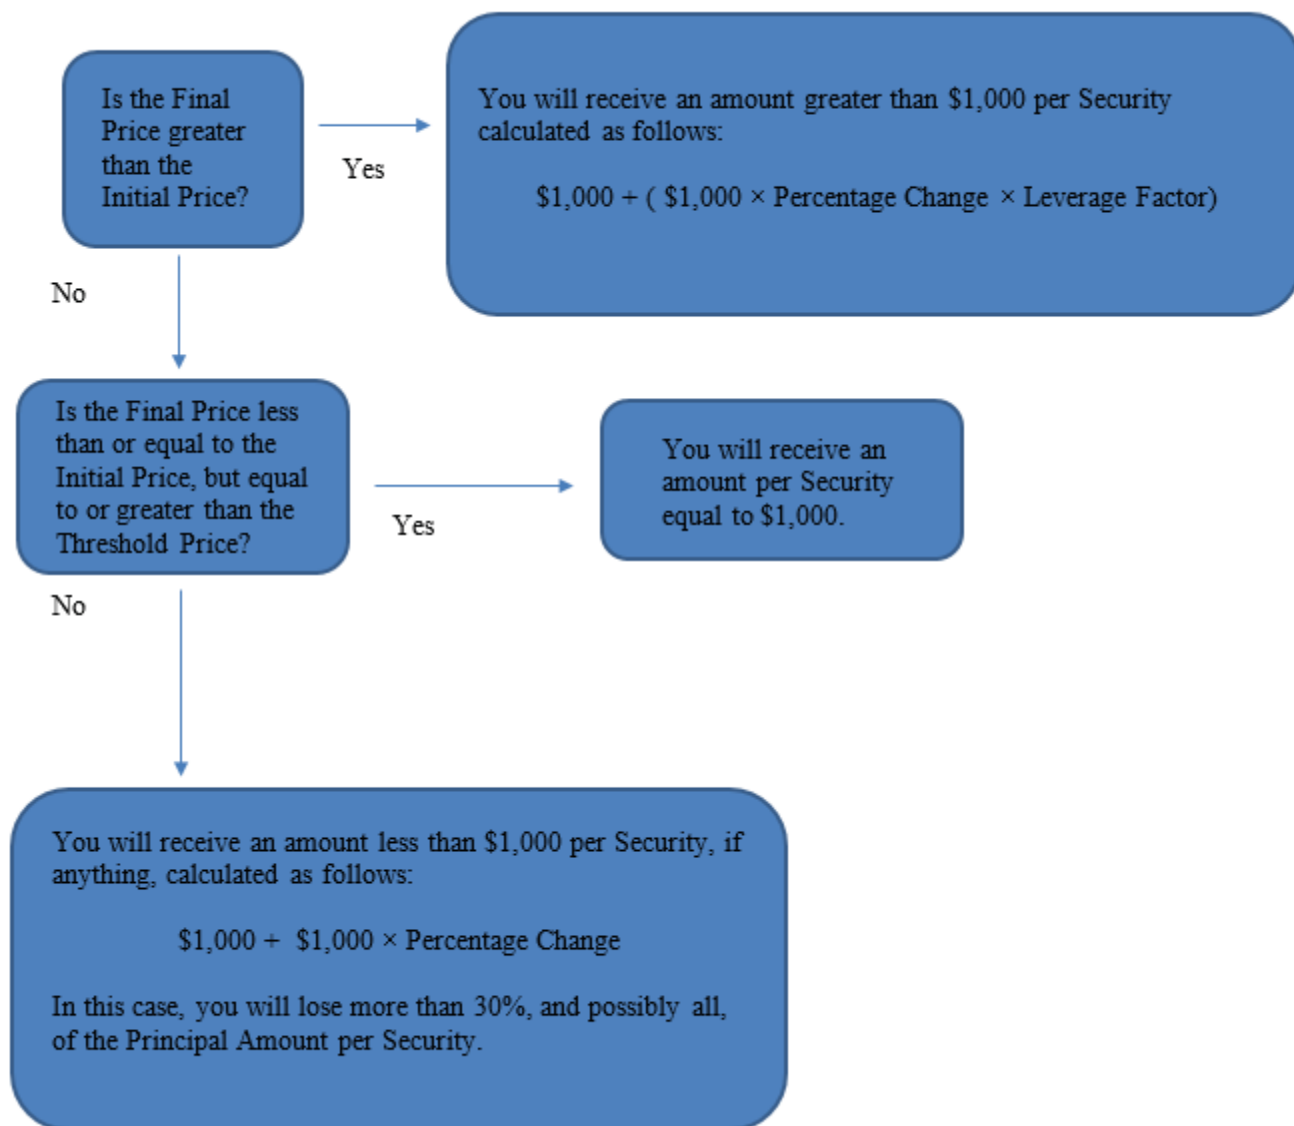 Is the Final
Price greater
than the
Initial Price?
Yes
You will receive an amount greater than $1,000 per Security
calculated as follows:
$1,000 + ( $1,000 × Percentage Change × Leverage Factor)
No
Is the Final Price less
than or equal to the
Initial Price, but equal
to or greater than the
Threshold Price?
Yes
You will receive an
amount per Security
equal to $1,000.
No
You will receive an amount less than $1,000 per Security, if
anything, calculated as follows:
$1,000 + $1,000 × Percentage Change
In this case, you will lose more than 30%, and possibly all,
of the Principal Amount per Security.